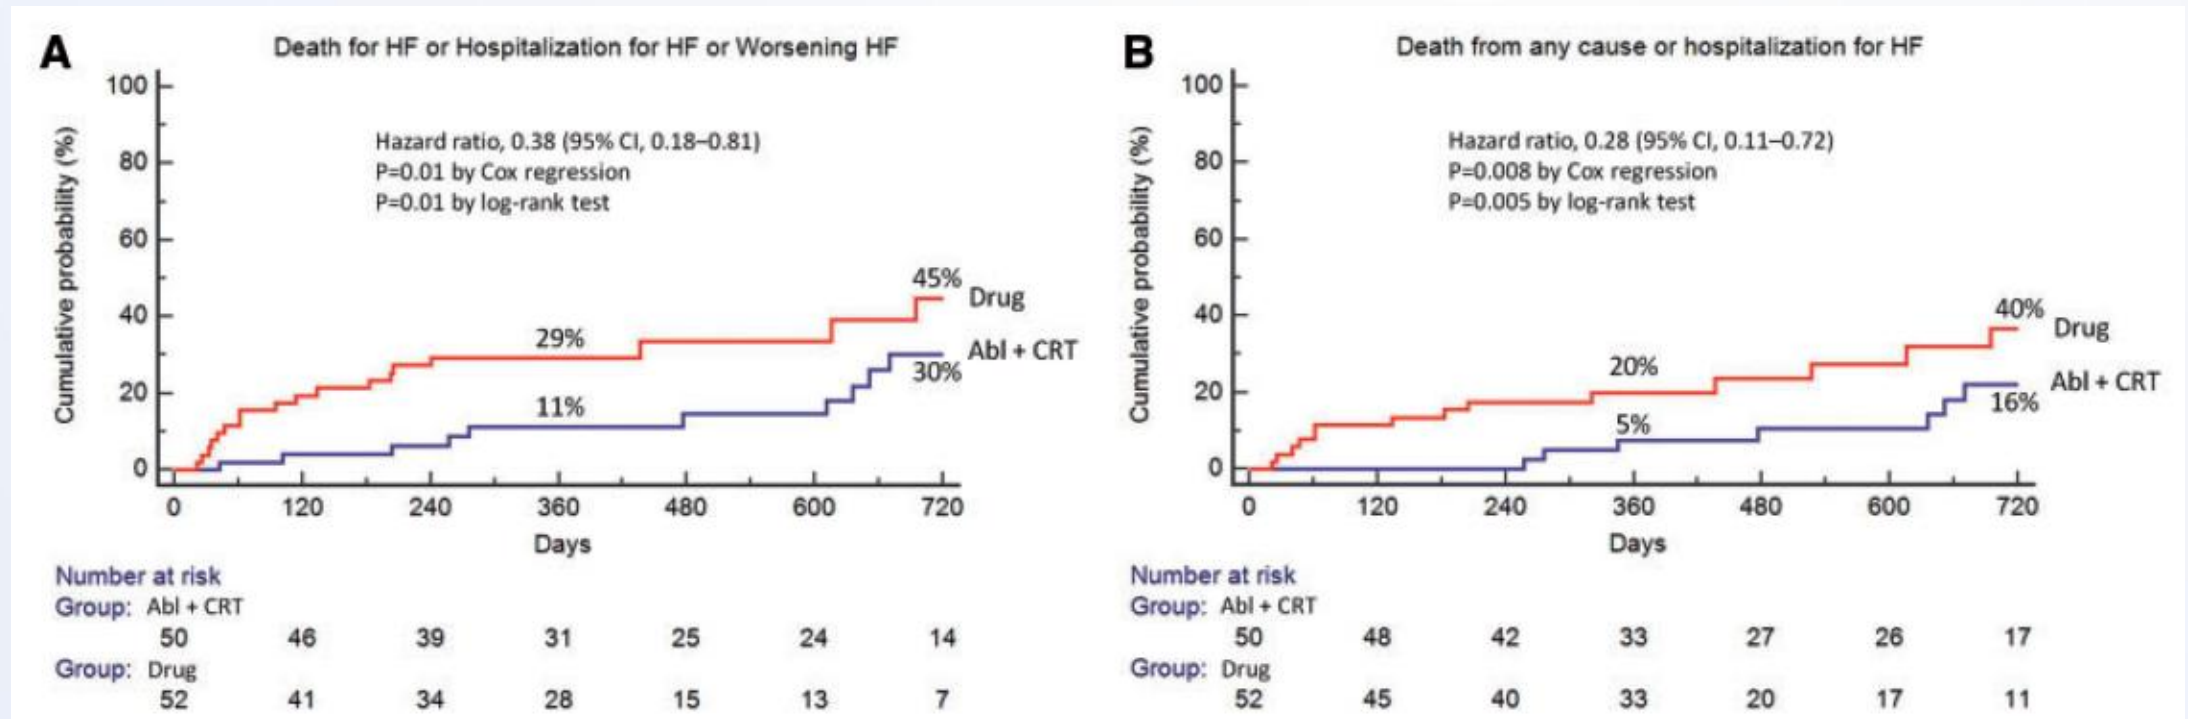 A
Death for HF or Hospitalization for HF or Worsening HF
Cumulative probability (%)
100
80
60
40
20
0
Hazard ratio, 0.38 (95% CI, 0.18–0.81)
P=0.01 by Cox regression
P=0.01 by log-rank test
45%
Drug
29%
Abl + CRT
30%
11%
0 120 240 360 480 600 720
Days
Number at risk
Group: Abl + CRT
50 46 39 31 25 24 14
Group: Drug
52 41 34 28 15 13 7
B
Death from any cause or hospitalization for HF
Cumulative probability (%)
100
80
60
40
20
0
Hazard ratio, 0.28 (95% CI, 0.11–0.72)
P=0.008 by Cox regression
P=0.005 by log-rank test
40%
Drug
20%
Abl + CRT
16%
5%
0 120 240 360 480 600 720
Days
Number at risk
Group: Abl + CRT
50 48 42 33 27 26 17
Group: Drug
52 45 40 33 20 17 11